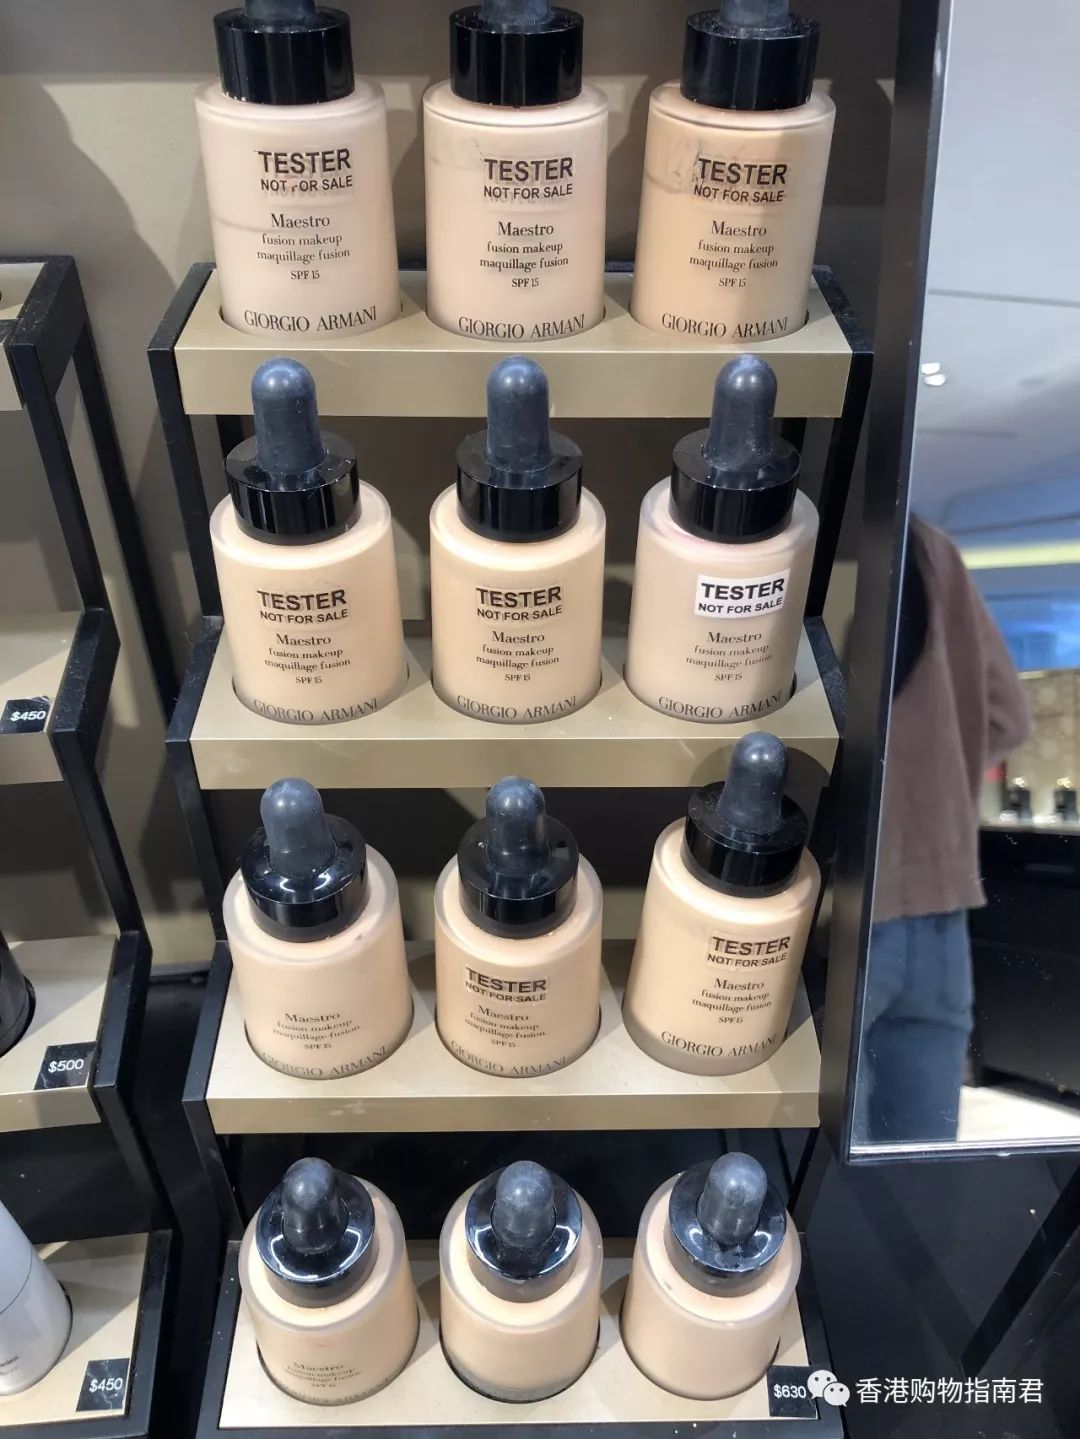 TESTER
NOT FOR SALE
Maestro
fusion makeup
maquillage fusion
SPF 15
GIORGIO ARMANI
TESTER
NOT FOR SALE
Maestro
fusion makeup
maquillage fusion
SPF 15
GIORGIO ARMANI
TESTER
NOT FOR SALE
Maestro
fusion makeup
maquillage fusion
SPF 15
GIORGIO ARMANI
TESTER
NOT FOR SALE
Maestro
fusion makeup
maquillage fusion
SPF 15
GIORGIO ARMANI
TESTER
NOT FOR SALE
Maestro
fusion makeup
maquillage fusion
SPF 15
GIORGIO ARMANI
TESTER
NOT FOR SALE
Maestro
fusion makeup
maquillage fusion
SPF 15
GIORGIO ARMANI
$450
Maestro
fusion makeup
maquillage fusion
SPF 15
GIORGIO ARMANI
TESTER
NOT FOR SALE
Maestro
fusion makeup
maquillage fusion
SPF 15
GIORGIO ARMANI
TESTER
NOT FOR SALE
Maestro
fusion makeup
maquillage fusion
SPF 15
GIORGIO ARMANI
$500
Maestro
fusion makeup
maquillage fusion
SPF 15
$450
$630
香港购物指南君